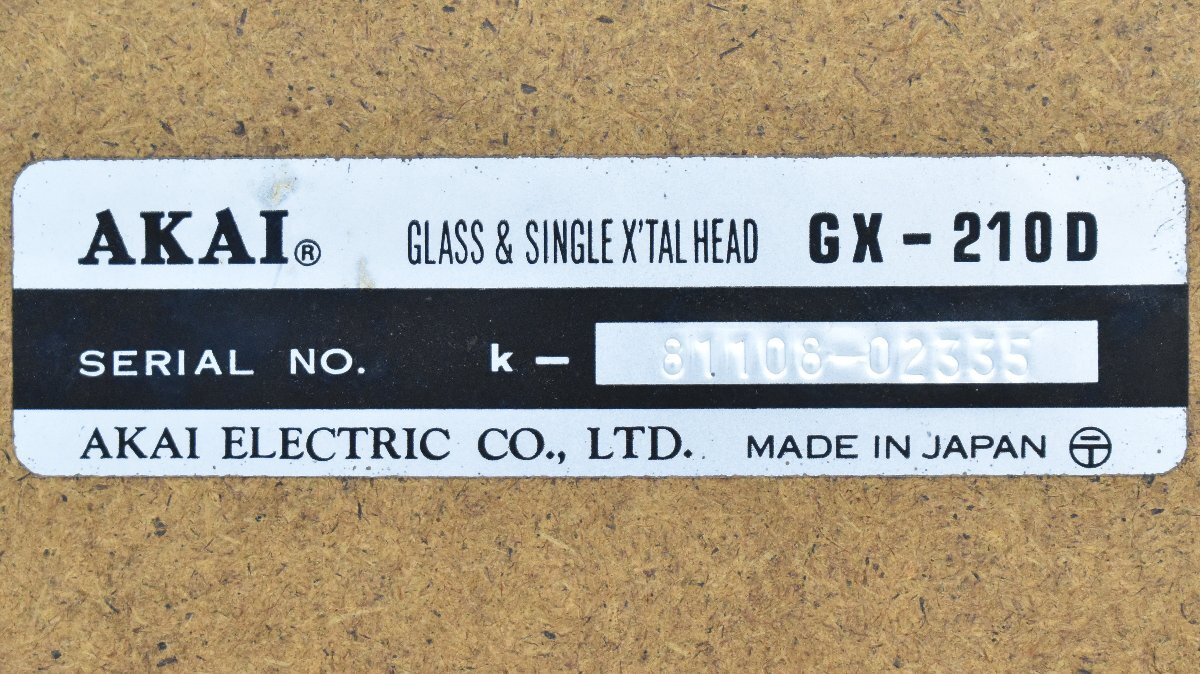 AKAI® GLASS & SINGLE X'TAL HEAD GX-210D
SERIAL NO. k- 81108-02335
AKAI ELECTRIC CO., LTD. MADE IN JAPAN 〶